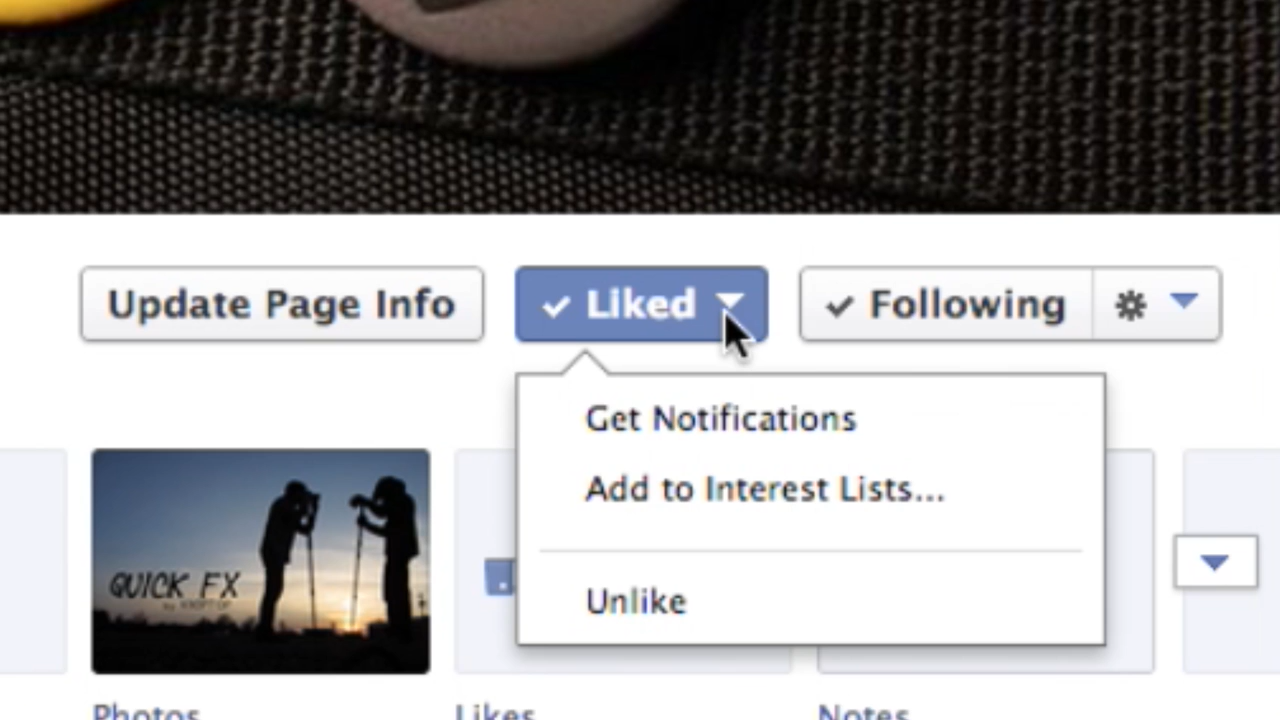 Update Page Info
Liked
Following
Get Notifications
Add to Interest Lists...
Unlike
QUICK FX
Photos
Likes
Notes